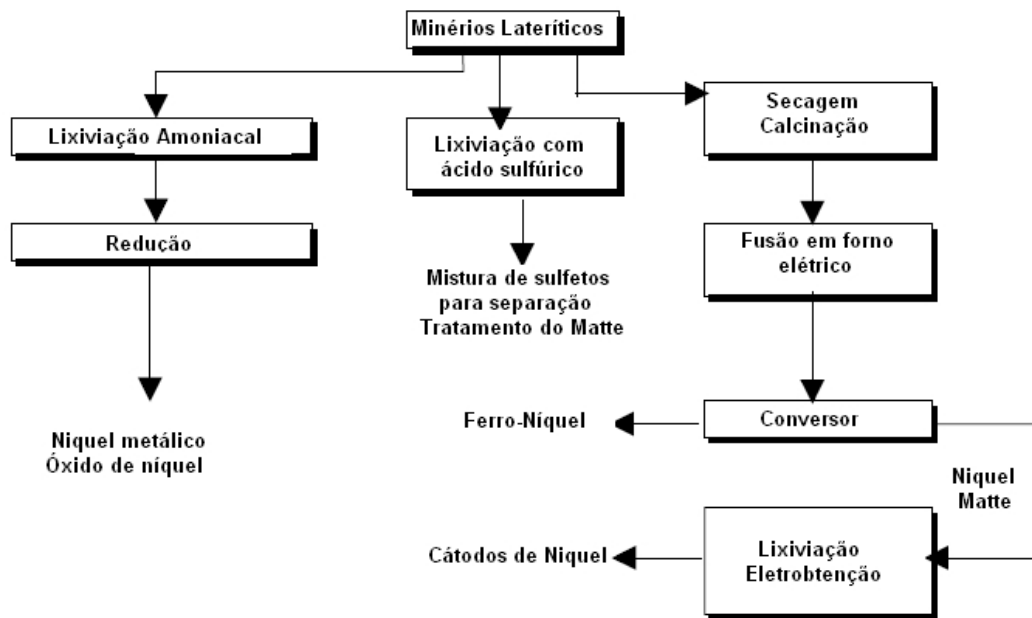 Minérios Lateríticos
Lixiviação Amoniacal
Redução
Niquel metálico
Óxido de níquel
Lixiviação com
ácido sulfúrico
Mistura de sulfetos
para separação
Tratamento do Matte
Secagem
Calcinação
Fusão em forno
elétrico
Conversor
Ferro-Níquel
Niquel
Matte
Lixiviação
Eletrobtenção
Cátodos de Niquel